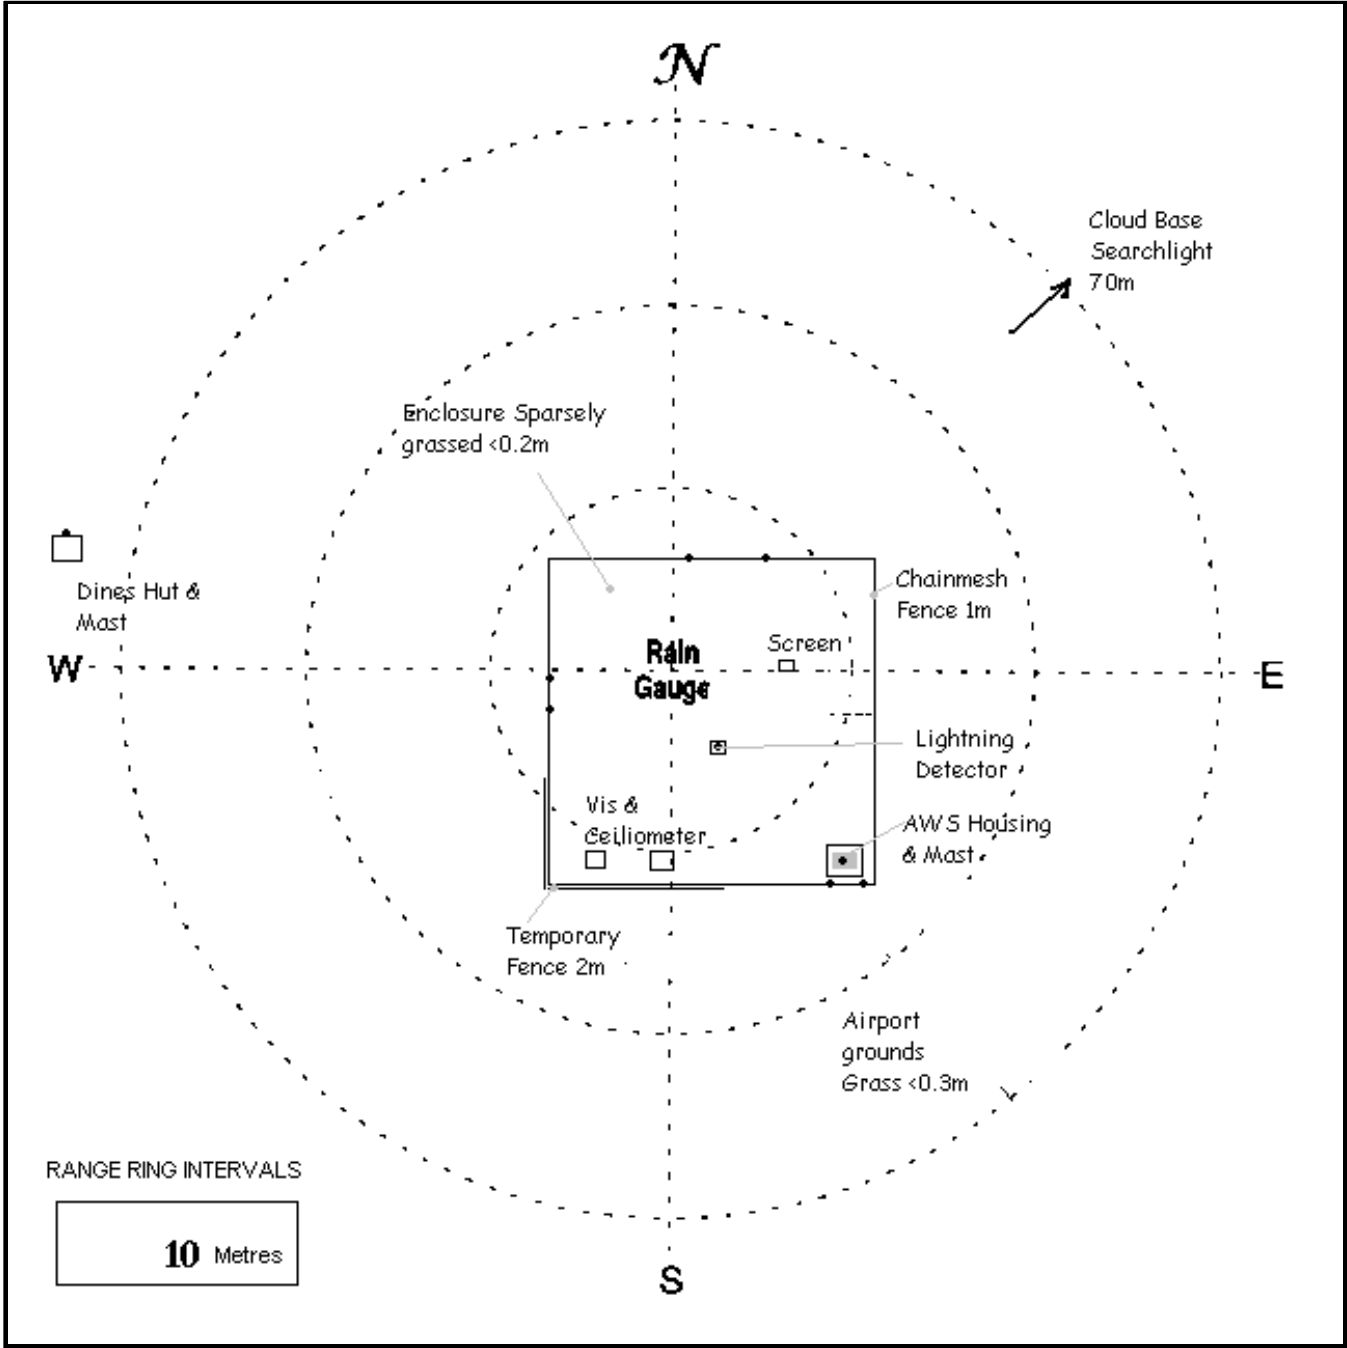 N
Cloud Base
Searchlight
70m
Enclosure Sparsely
grassed <0.2m
Dines Hut &
Mast
Chainmesh
Fence 1m
Rain
Gauge
Screen
W
E
Lightning
Detector
Vis &
Ceiliometer
AWS Housing
& Mast
Temporary
Fence 2m
Airport
grounds
Grass <0.3m
RANGE RING INTERVALS
10 Metres
S